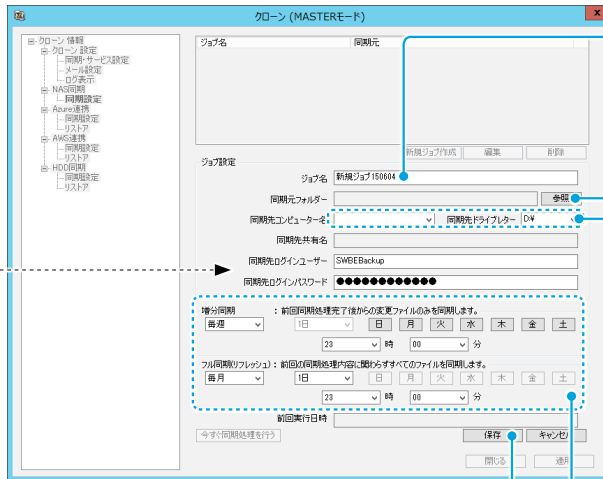 クローン (MASTERモード)
x
クローン 情報
クローン 設定
同期・サービス設定
メール設定
ログ表示
NAS同期
同期設定
Azure連携
同期設定
リストア
AWS連携
同期設定
リストア
HDD同期
同期設定
リストア
ジョブ名 同期元
新規ジョブ作成 編集 削除
ジョブ設定
ジョブ名 新規ジョブ150604
同期元フォルダー 参照
同期先コンピューター名 同期先ドライブレター D:¥
同期先共有名
同期先ログインユーザー SWBEBackup
同期先ログインパスワード ●●●●●●●●●●●●
増分同期 : 前回同期処理完了後からの変更ファイルのみを同期します。
毎週 1日 日 月 火 水 木 金 土
23 時 00 分
フル同期(リフレッシュ) : 前回の同期処理内容に関わらずすべてのファイルを同期します。
毎月 1日 日 月 火 水 木 金 土
23 時 00 分
前回実行日時
今すぐ同期処理を行う 保存 キャンセル
閉じる 適用